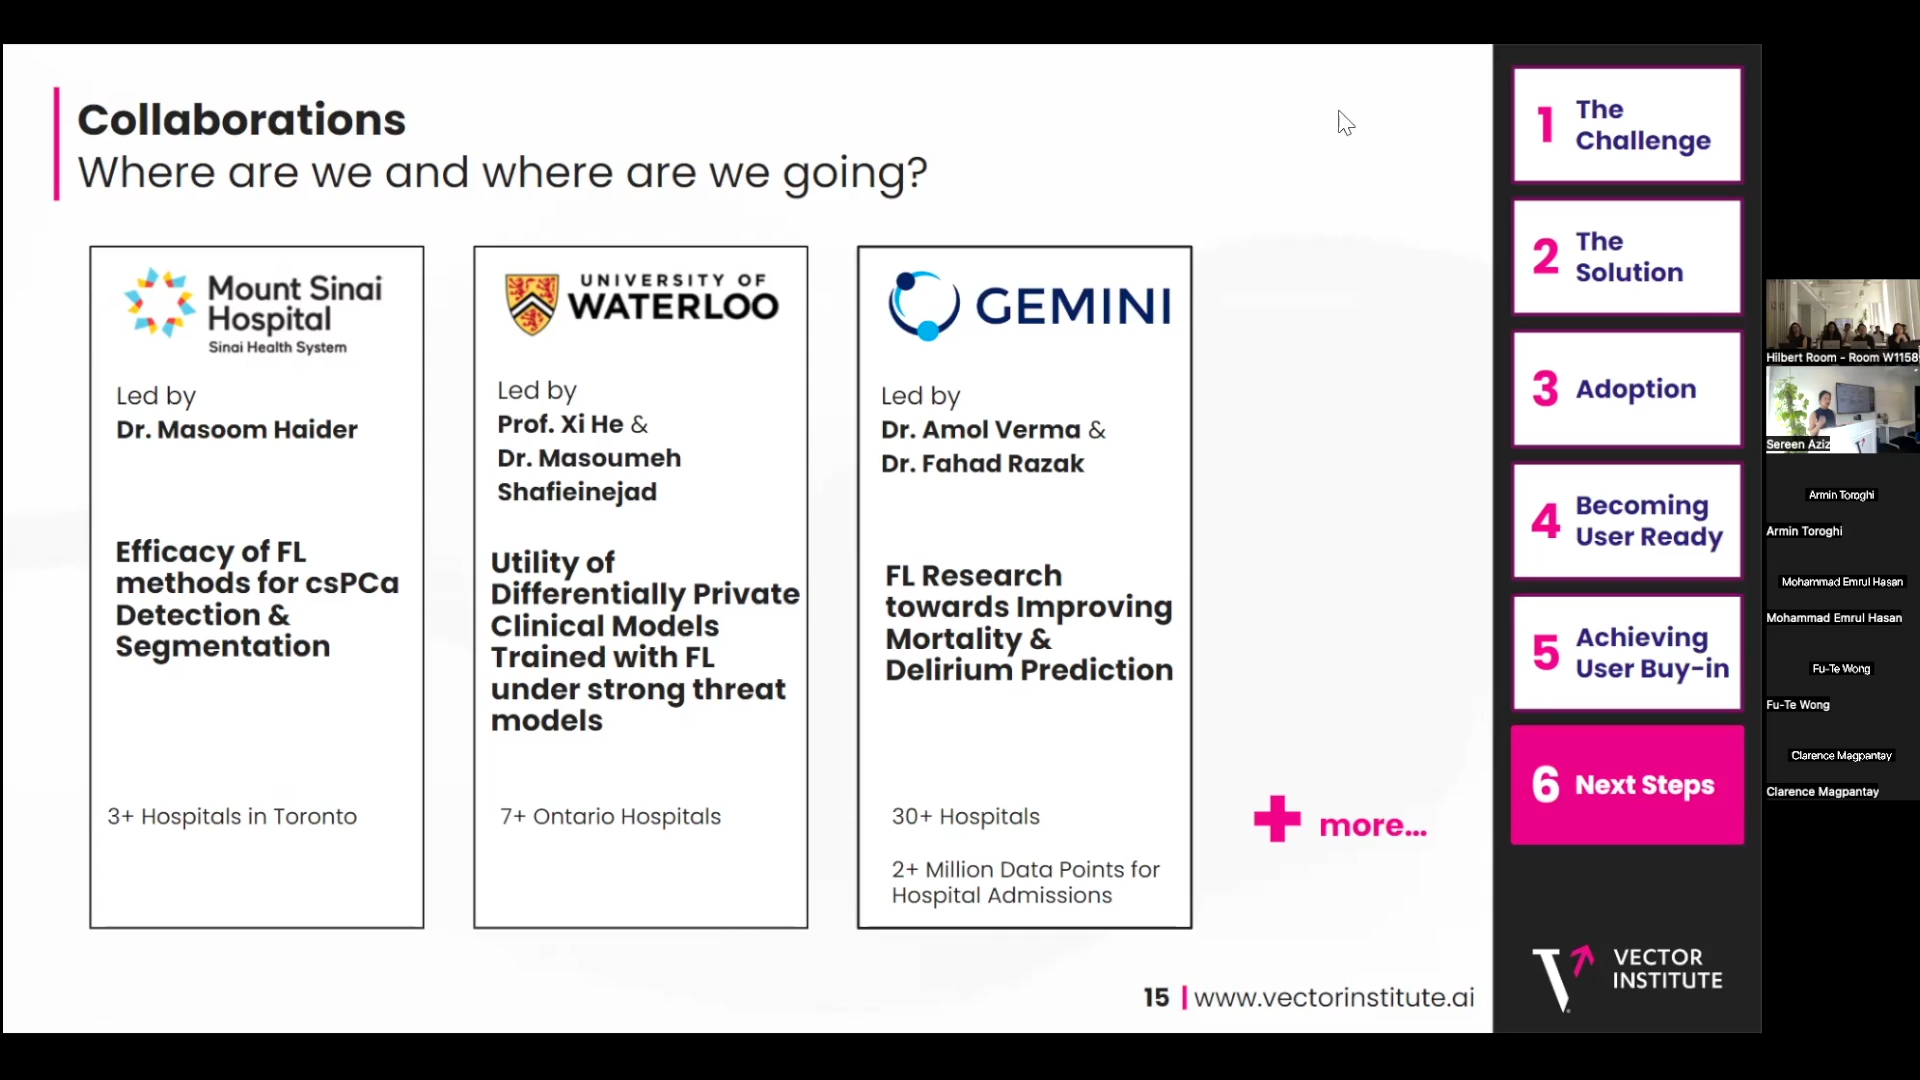 Collaborations
Where are we and where are we going?
Mount Sinai
Hospital
Sinai Health System
Led by
Dr. Masoom Haider
Efficacy of FL
methods for csPCa
Detection &
Segmentation
3+ Hospitals in Toronto
UNIVERSITY OF
WATERLOO
Led by
Prof. Xi He &
Dr. Masoumeh
Shafieinejad
Utility of
Differentially Private
Clinical Models
Trained with FL
under strong threat
models
7+ Ontario Hospitals
GEMINI
Led by
Dr. Amol Verma &
Dr. Fahad Razak
FL Research
towards Improving
Mortality &
Delirium Prediction
30+ Hospitals
2+ Million Data Points for
Hospital Admissions
more...
15 | www.vectorinstitute.ai
1 The
Challenge
2 The
Solution
3 Adoption
4 Becoming
User Ready
5 Achieving
User Buy-in
6 Next Steps
VECTOR
INSTITUTE
Hilbert Room - Room W1158
Sereen Aziz
Armin Toroghi
Armin Toroghi
Mohammad Emrul Hasan
Mohammad Emrul Hasan
Fu-Te Wong
Fu-Te Wong
Clarence Magpantay
Clarence Magpantay